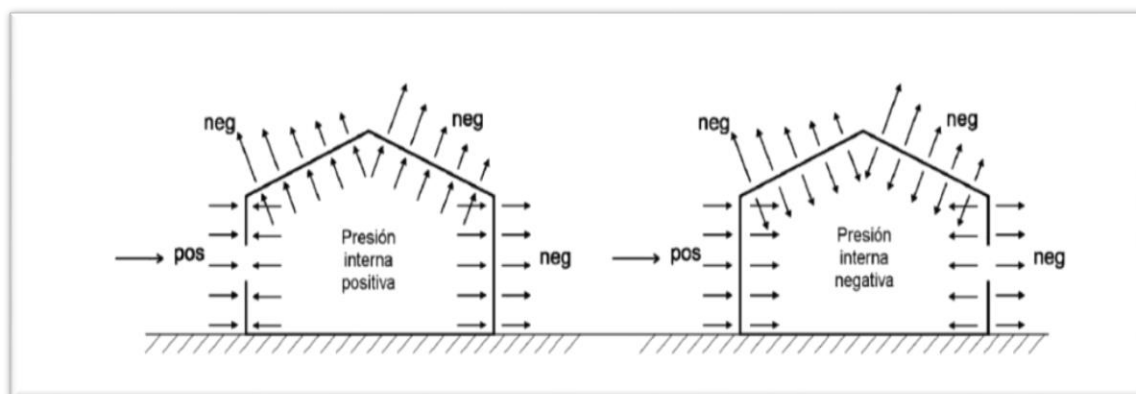 neg
neg
pos
Presión
interna
positiva
neg
neg
neg
pos
Presión
interna
negativa
neg